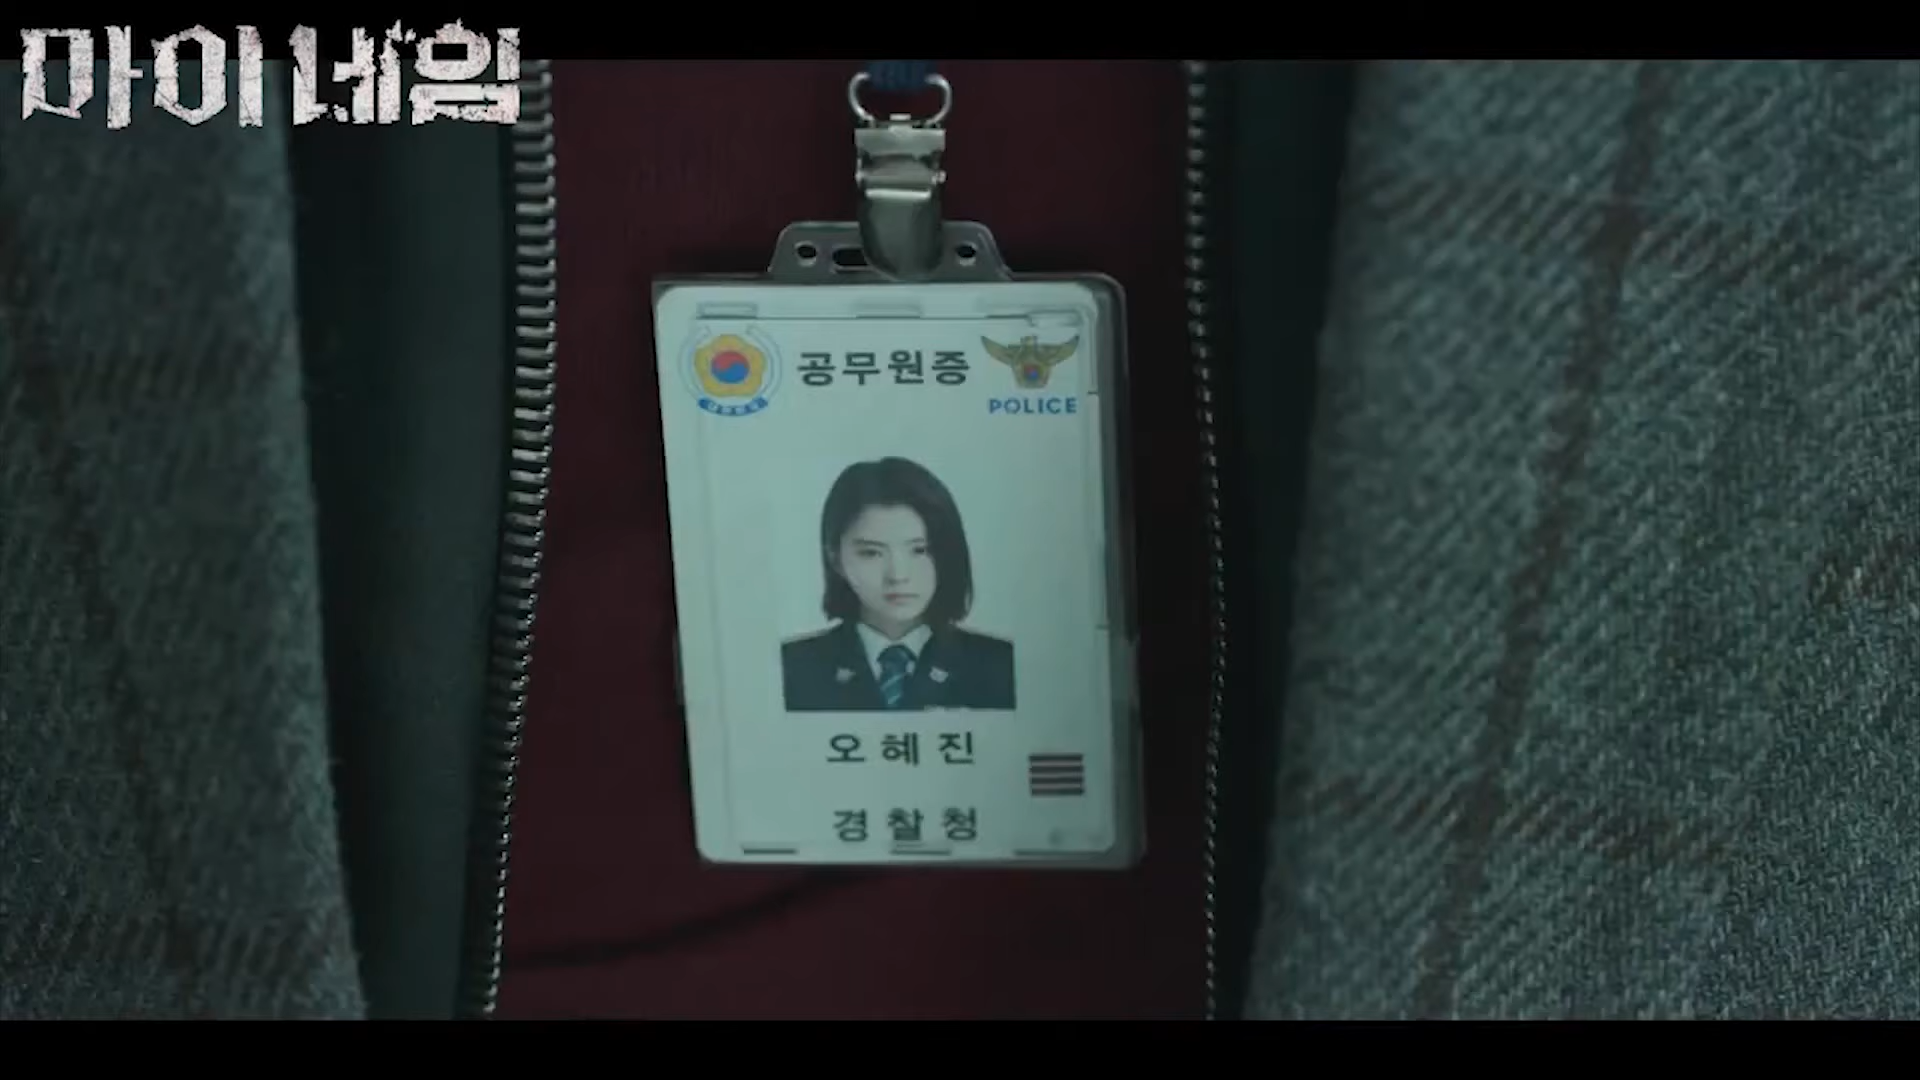 마이 네임
공무원증
POLICE
오 혜 진
경 찰 청